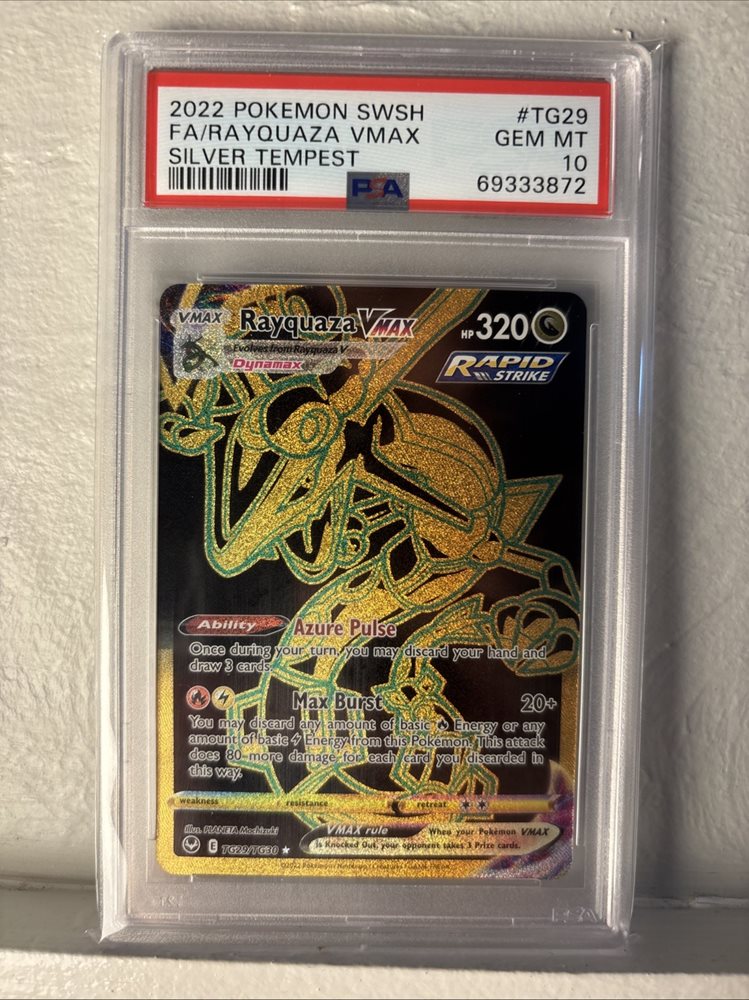 2022 POKEMON SWSH #TG29
FA/RAYQUAZA VMAX GEM MT
SILVER TEMPEST 10
PSA 69333872
VMAX Rayquaza VMAX HP 320
Evolves from Rayquaza V
Dynamax
RAPID
STRIKE
Ability Azure Pulse
Once during your turn, you may discard your hand and
draw 3 cards.
Max Burst 20+
You may discard any amount of basic Energy or any
amount of basic Energy from this Pokémon. This attack
does 80 more damage for each card you discarded in
this way.
weakness resistance retreat
Illus. PLANETA Mochizuki
VMAX rule When your Pokémon VMAX
is Knocked Out, your opponent takes 3 Prize cards.
E TG29/TG30